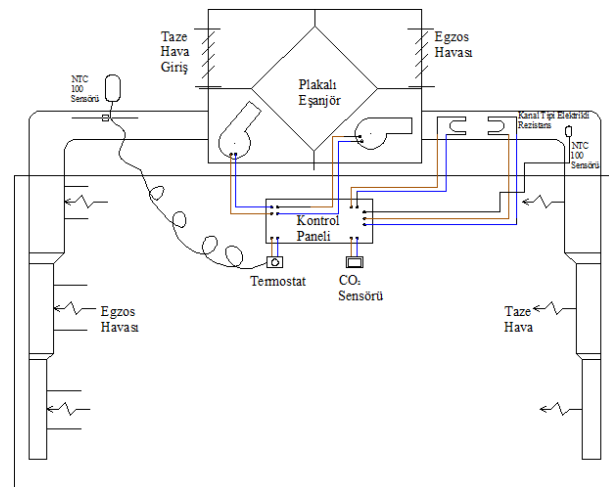 Taze
Hava
Giriş
Egzos
Havası
Plakalı
Eşanjör
NTC
100
Sensörü
Kanal Tipi Elektrildi
Rezistans
NTC
100
Sensörü
Kontrol
Paneli
Termostat
CO₂
Sensörü
Egzos
Havası
Taze
Hava